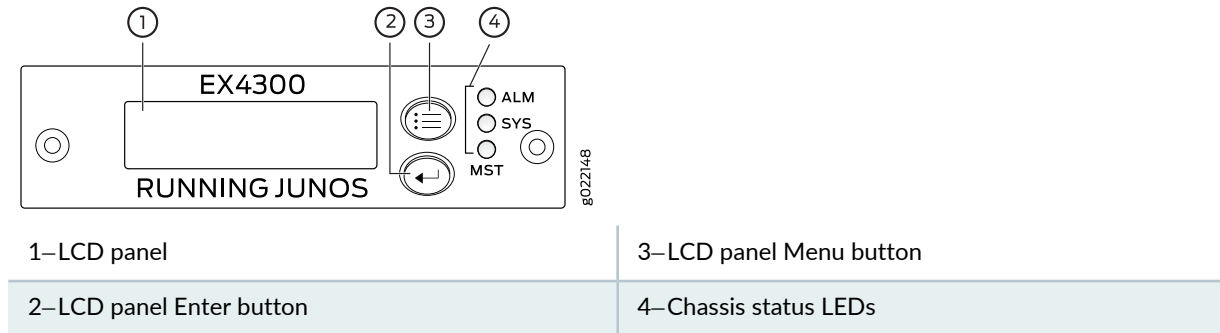 1 2 3 4
EX4300
ALM
SYS
MST
RUNNING JUNOS
g022148
1—LCD panel 3—LCD panel Menu button
2—LCD panel Enter button 4—Chassis status LEDs